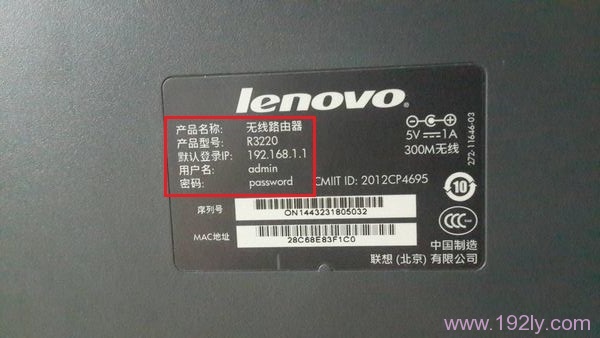 lenovo
产品名称: 无线路由器
产品型号: R3220
默认登录IP: 192.168.1.1
用户名: admin
密码: password
5V 1A
300M无线
272-11646-03
CMIIT ID: 2012CP4695
10
序列号
ON1443231805032
MAC地址
28C68E83F1C0
CCC
中国制造
联想 (北京) 有限公司
www.192ly.com